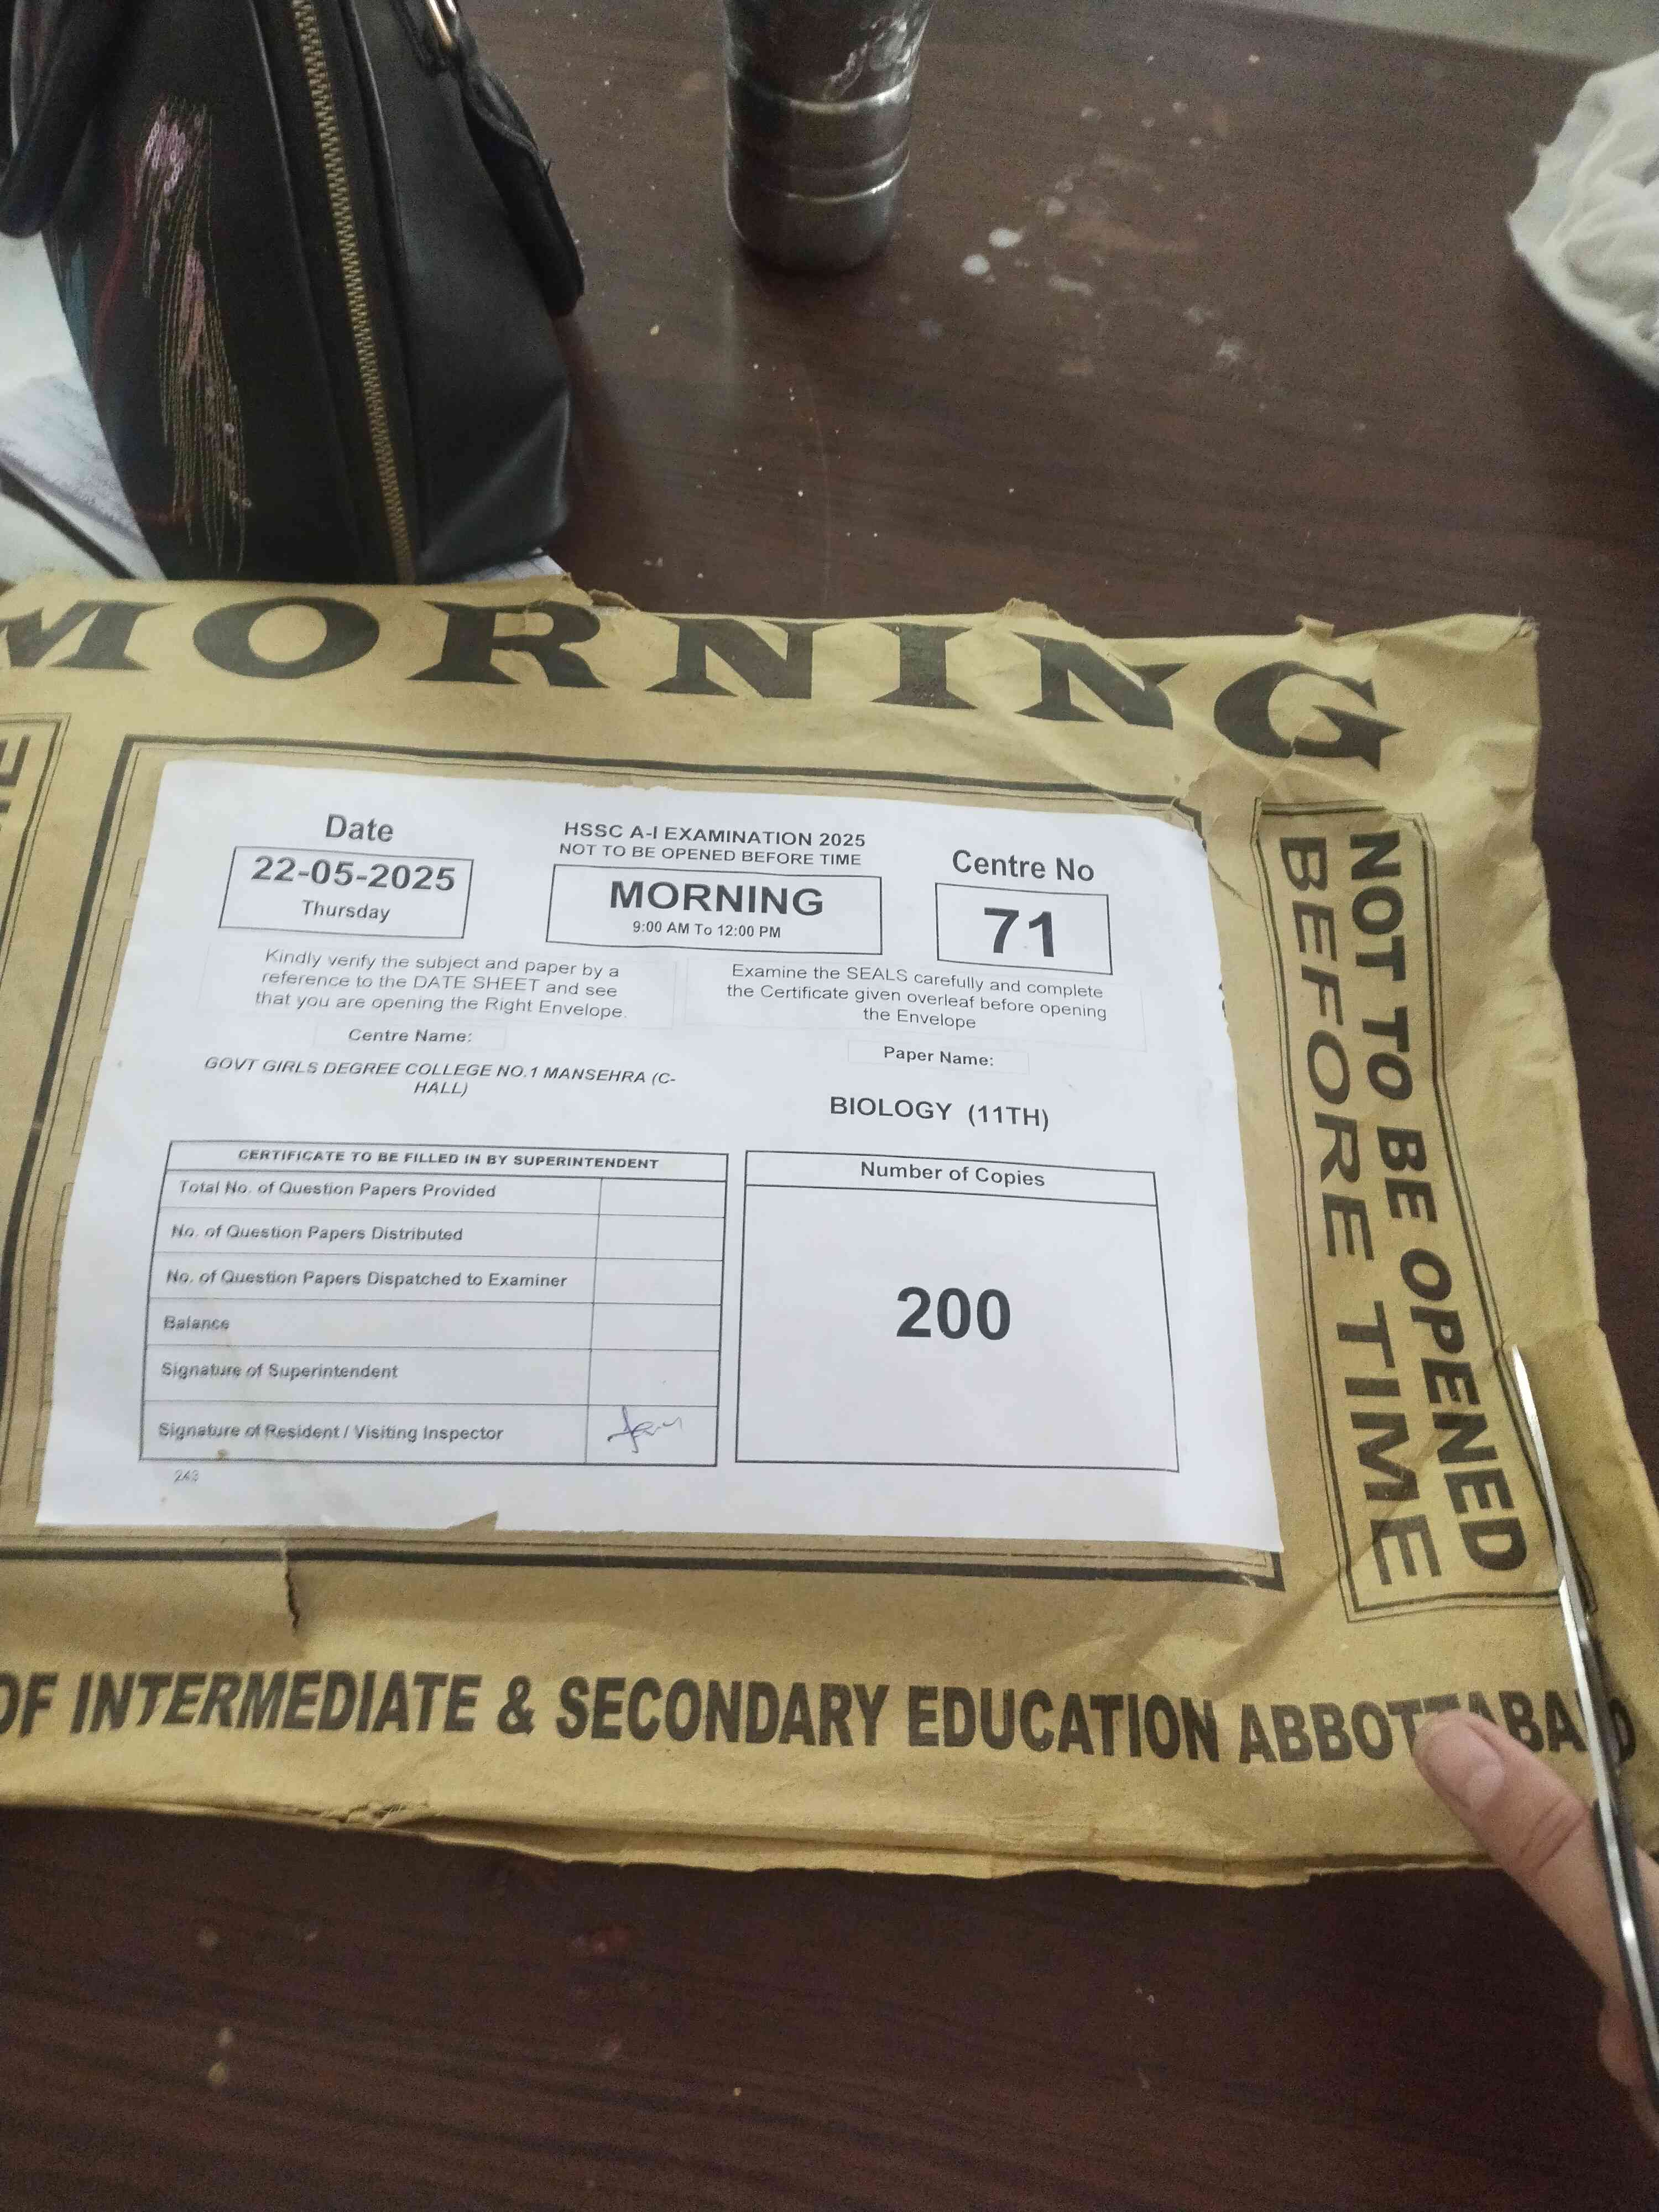 MORNING
Date
22-05-2025
Thursday
HSSC A-I EXAMINATION 2025
NOT TO BE OPENED BEFORE TIME
MORNING
9:00 AM To 12:00 PM
Centre No
71
Kindly verify the subject and paper by a
reference to the DATE SHEET and see
that you are opening the Right Envelope.
Examine the SEALS carefully and complete
the Certificate given overleaf before opening
the Envelope
Centre Name:
GOVT GIRLS DEGREE COLLEGE NO.1 MANSEHRA (C-
HALL)
Paper Name:
BIOLOGY (11TH)
CERTIFICATE TO BE FILLED IN BY SUPERINTENDENT
Total No. of Question Papers Provided
No. of Question Papers Distributed
No. of Question Papers Dispatched to Examiner
Balance
Signature of Superintendent
Signature of Resident / Visiting Inspector
243
Number of Copies
200
NOT TO BE OPENED
BEFORE TIME
OF INTERMEDIATE & SECONDARY EDUCATION ABBOTTABAD